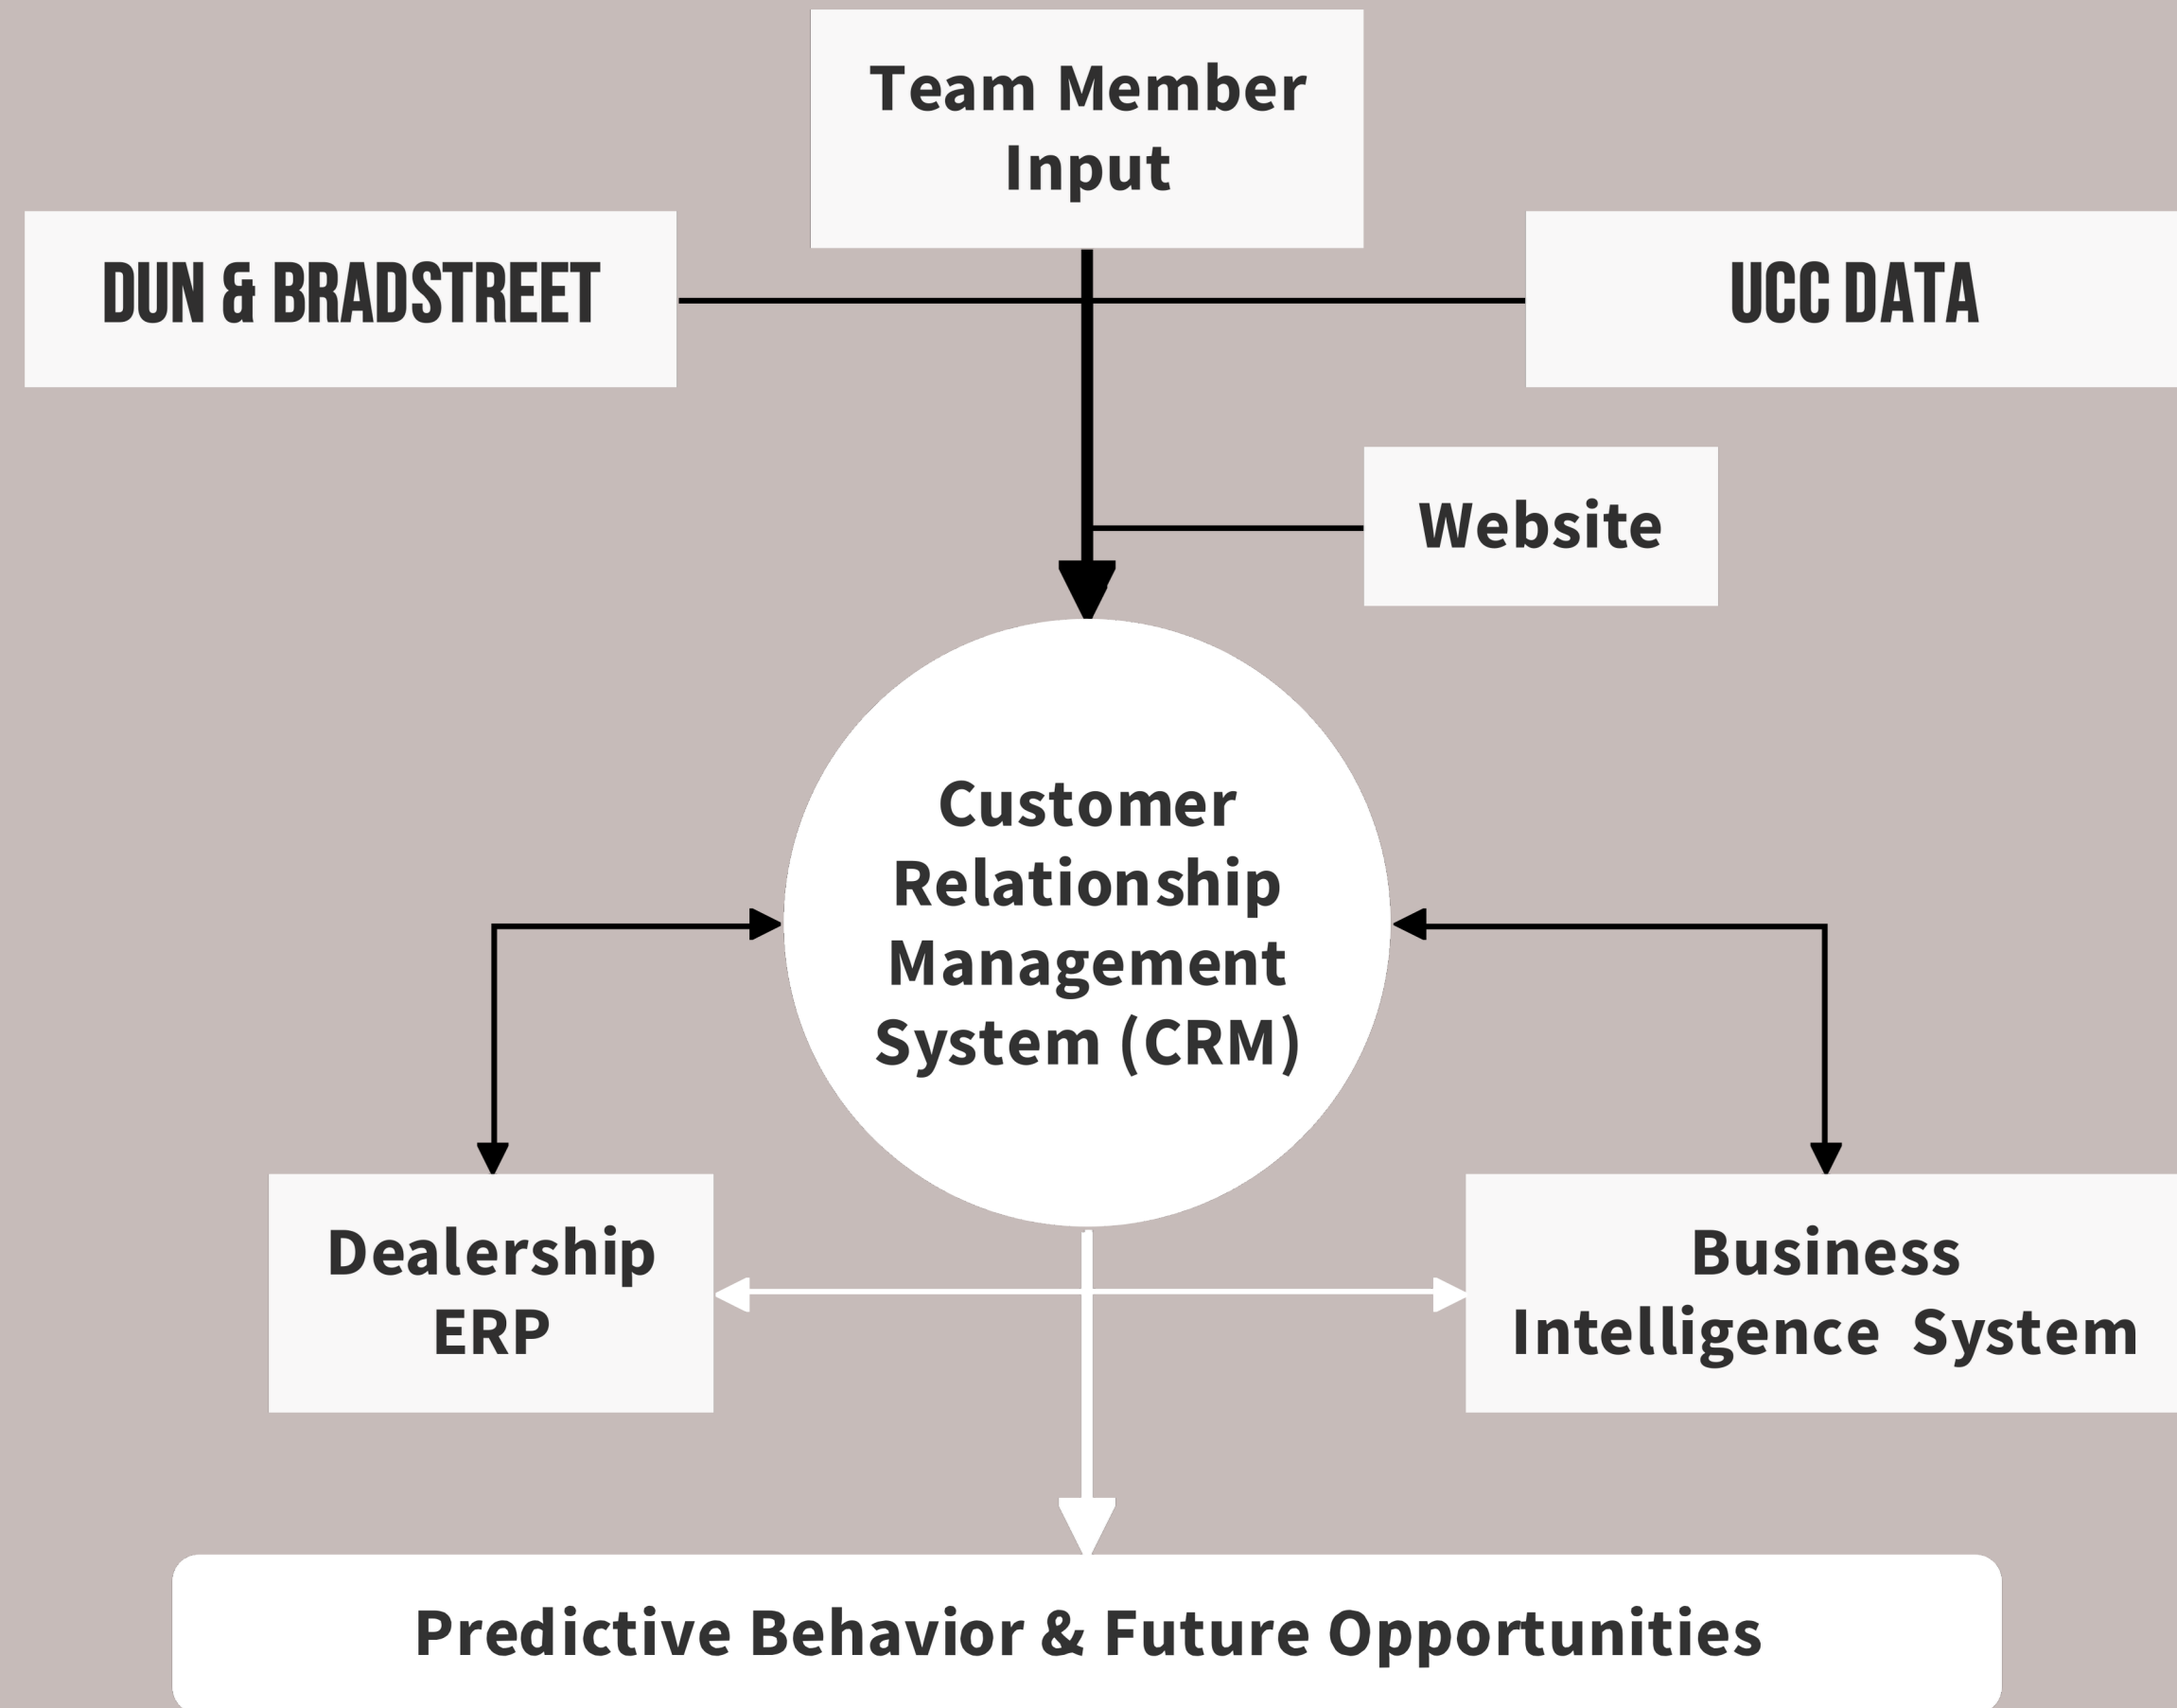 Team Member
Input
DUN & BRADSTREET
UCC DATA
Website
Customer
Relationship
Management
System (CRM)
Dealership
ERP
Business
Intelligence System
Predictive Behavior & Future Opportunities